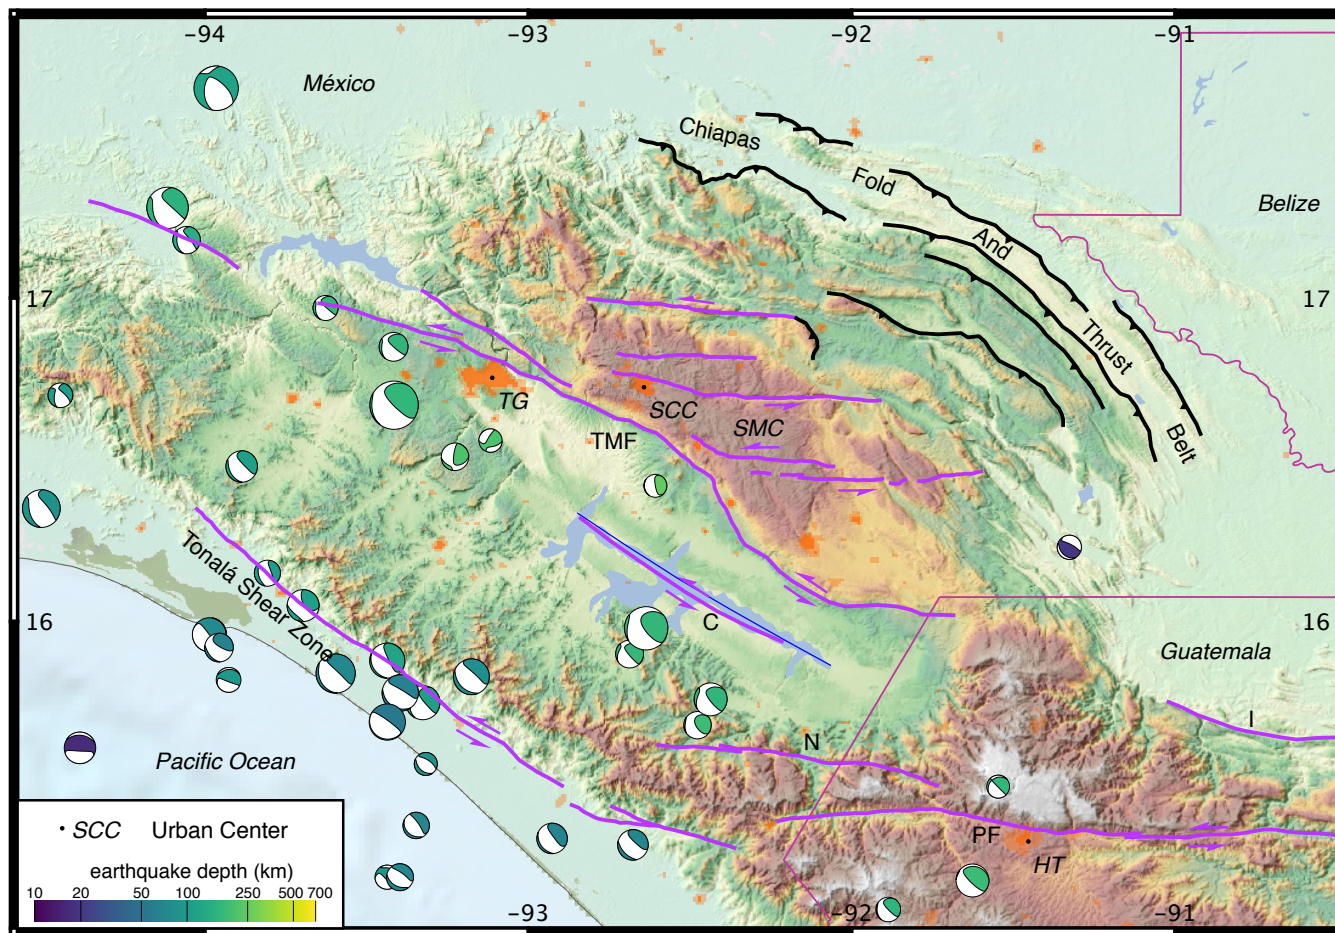 −94 −93 −92 −91
México
Chiapas
Fold
And
Thrust
Belt
Belize
17 17
TG
SCC
SMC
TMF
Tonalá Shear Zone
16 16
C
Guatemala
I
N
Pacific Ocean
PF
HT
SCC Urban Center
earthquake depth (km)
10 20 50 100 250 500 700
−93 −92 −91